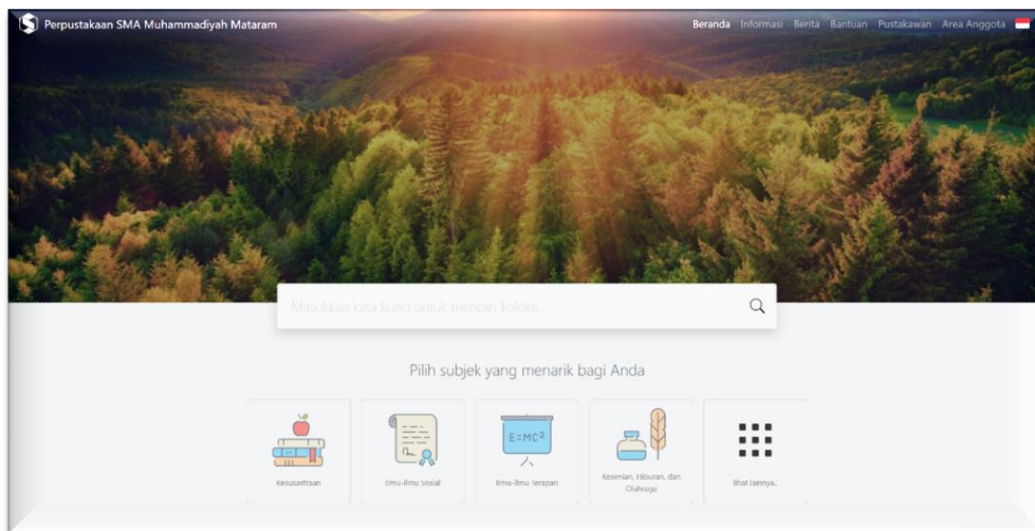 Perpustakaan SMA Muhammadiyah Mataram
Beranda Informasi Berita Bantuan Pustakawan Area Anggota
Masukkan kata kunci untuk mencari koleksi...
Pilih subjek yang menarik bagi Anda
E=MC²
Kesusastraan
Ilmu-ilmu Sosial
Ilmu-ilmu Terapan
Kesenian, Hiburan, dan
Olahraga
lihat lainnya..